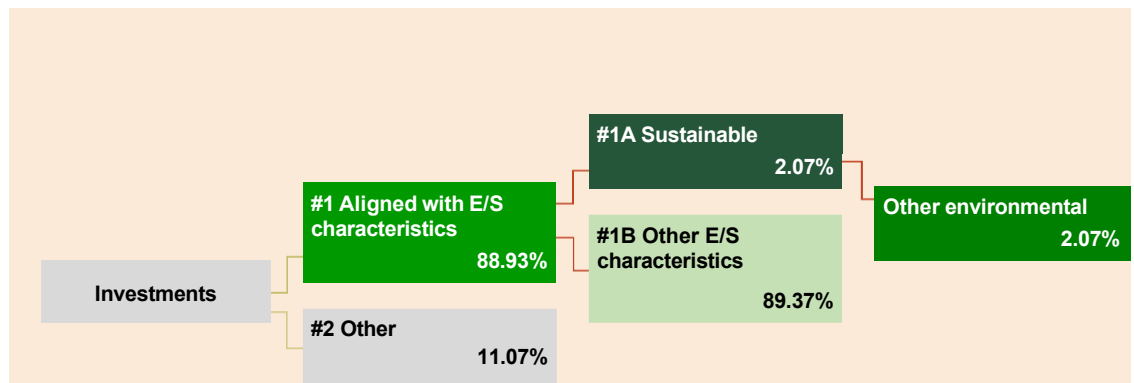 Investments
#1 Aligned with E/S
characteristics
88.93%
#2 Other
11.07%
#1A Sustainable
2.07%
#1B Other E/S
characteristics
89.37%
Other environmental
2.07%